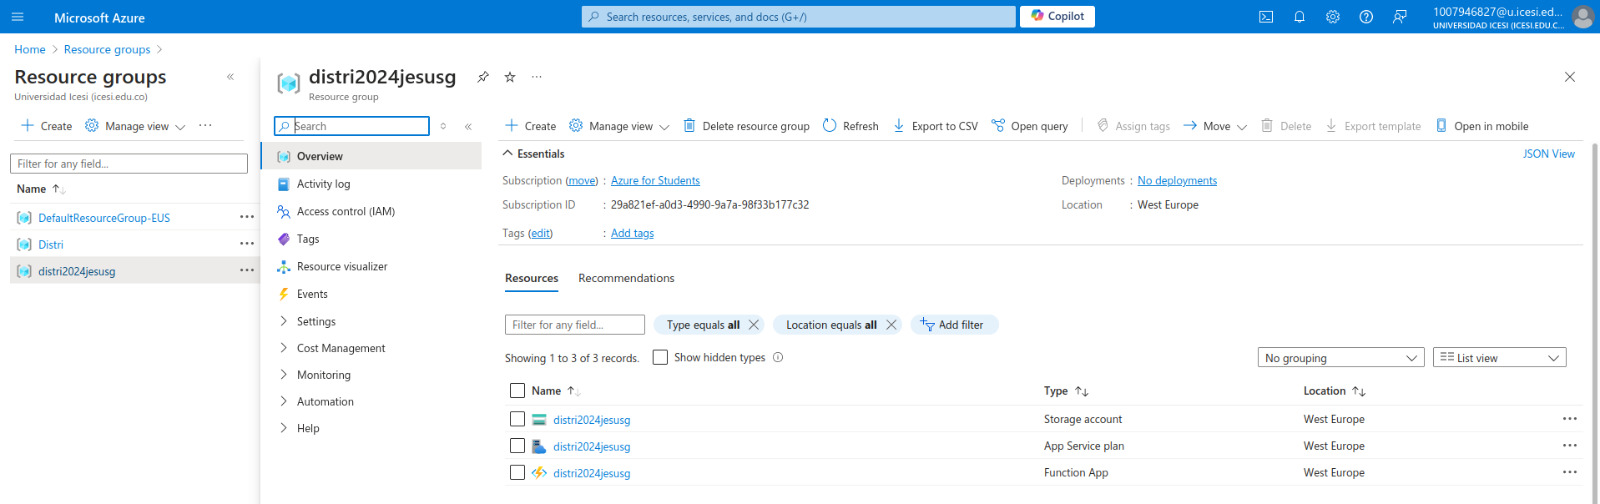 Microsoft Azure
Search resources, services, and docs (G+/)
Copilot
1007946827@u.icesi.ed...
UNIVERSIDAD ICESI (ICESI.EDU.C...
Home > Resource groups >
Resource groups
Universidad Icesi (icesi.edu.co)
+ Create Manage view ...
Filter for any field...
Name ↑↓
DefaultResourceGroup-EUS ...
Distri ...
distri2024jesusg ...
distri2024jesusg ...
Resource group
Search
Overview
Activity log
Access control (IAM)
Tags
Resource visualizer
Events
Settings
Cost Management
Monitoring
Automation
Help
+ Create Manage view Delete resource group Refresh Export to CSV Open query Assign tags Move Delete Export template Open in mobile
Essentials JSON View
Subscription (move) : Azure for Students
Deployments : No deployments
Subscription ID : 29a821ef-a0d3-4990-9a7a-98f33b177c32
Location : West Europe
Tags (edit) : Add tags
Resources Recommendations
Filter for any field... Type equals all Location equals all Add filter
Showing 1 to 3 of 3 records. Show hidden types No grouping List view
Name ↑↓ Type ↑↓ Location ↑↓
distri2024jesusg Storage account West Europe ...
distri2024jesusg App Service plan West Europe ...
distri2024jesusg Function App West Europe ...